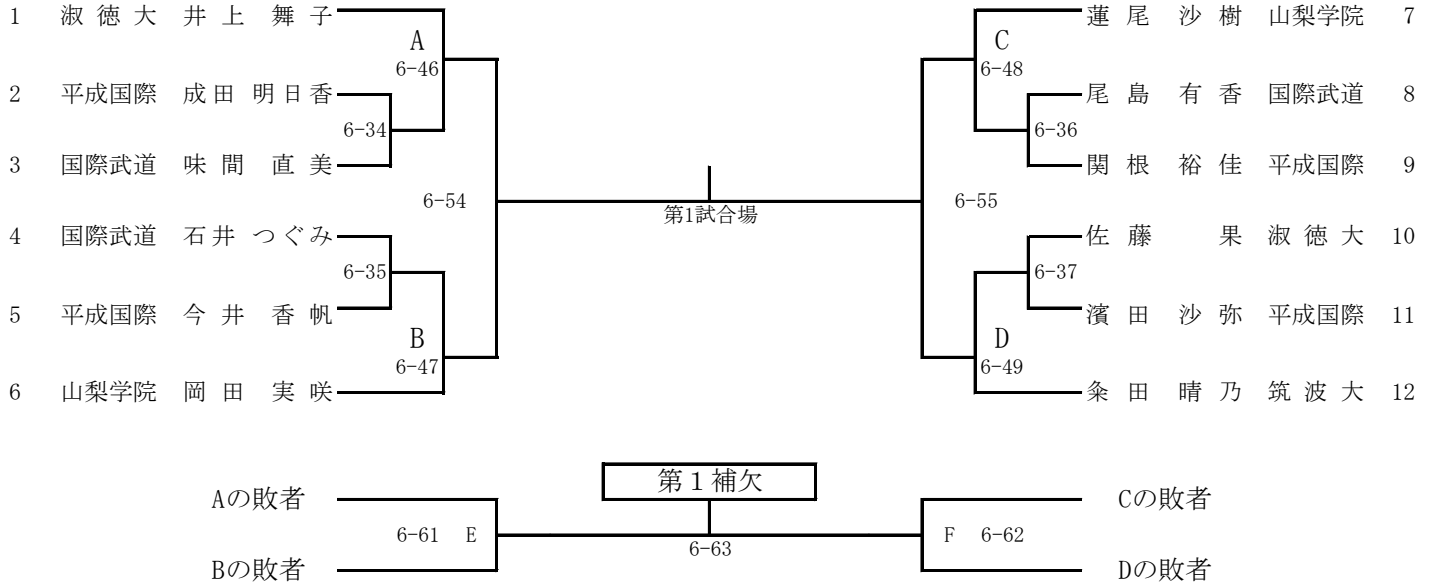 1 淑徳大 井上 舞子
蓮尾 沙樹 山梨学院 7
A
C
6-46
6-48
2 平成国際 成田 明日香
尾島 有香 国際武道 8
6-34
6-36
3 国際武道 味間 直美
関根 裕佳 平成国際 9
6-54
第1試合場
6-55
4 国際武道 石井 つぐみ
佐藤 果 淑徳大 10
6-35
6-37
5 平成国際 今井 香帆
濱田 沙弥 平成国際 11
B
D
6-47
6-49
6 山梨学院 岡田 実咲
粂田 晴乃 筑波大 12
第1補欠
Aの敗者
Cの敗者
6-61 E
6-63
F 6-62
Bの敗者
Dの敗者